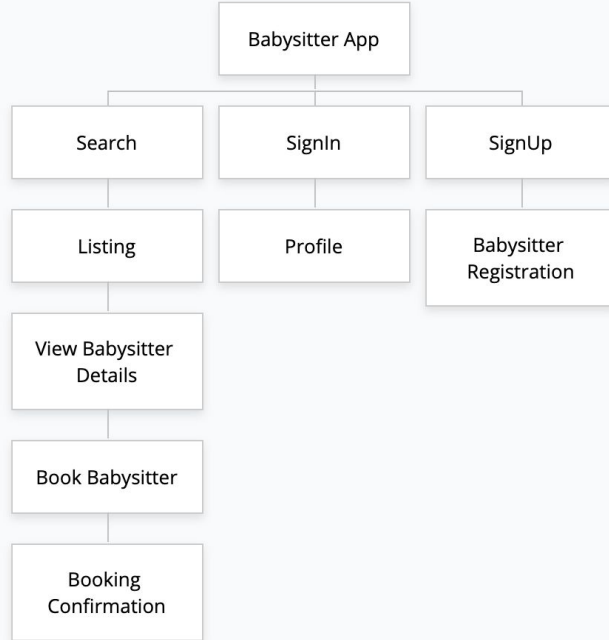 Babysitter App
Search
SignIn
SignUp
Listing
Profile
Babysitter
Registration
View Babysitter
Details
Book Babysitter
Booking
Confirmation